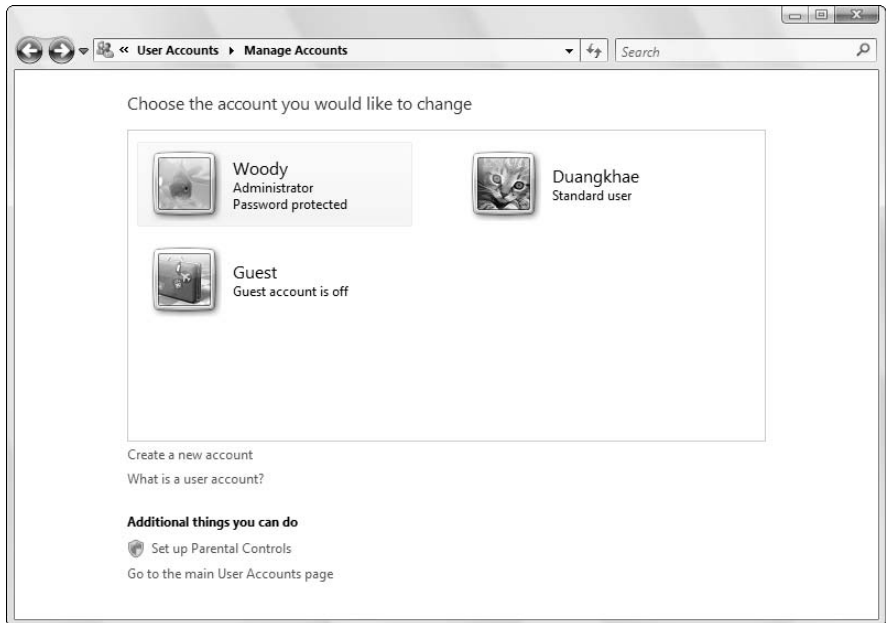 « User Accounts ▸ Manage Accounts
Search
Choose the account you would like to change
Woody
Administrator
Password protected
Duangkhae
Standard user
Guest
Guest account is off
Create a new account
What is a user account?
Additional things you can do
Set up Parental Controls
Go to the main User Accounts page